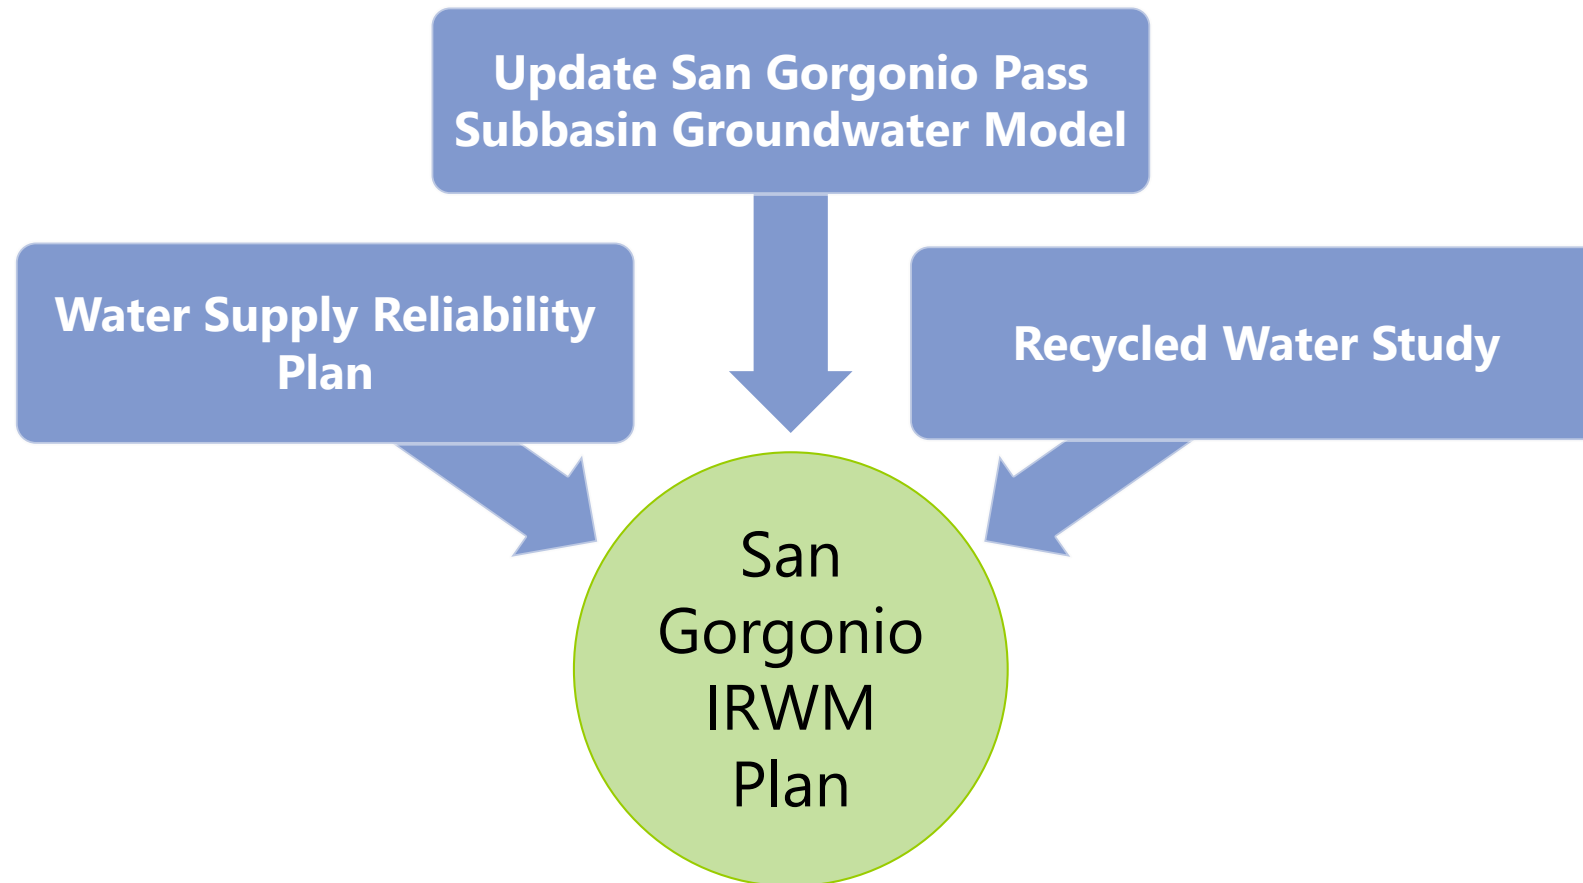 Update San Gorgonio Pass
Subbasin Groundwater Model
Water Supply Reliability
Plan
Recycled Water Study
San
Gorgonio
IRWM
Plan